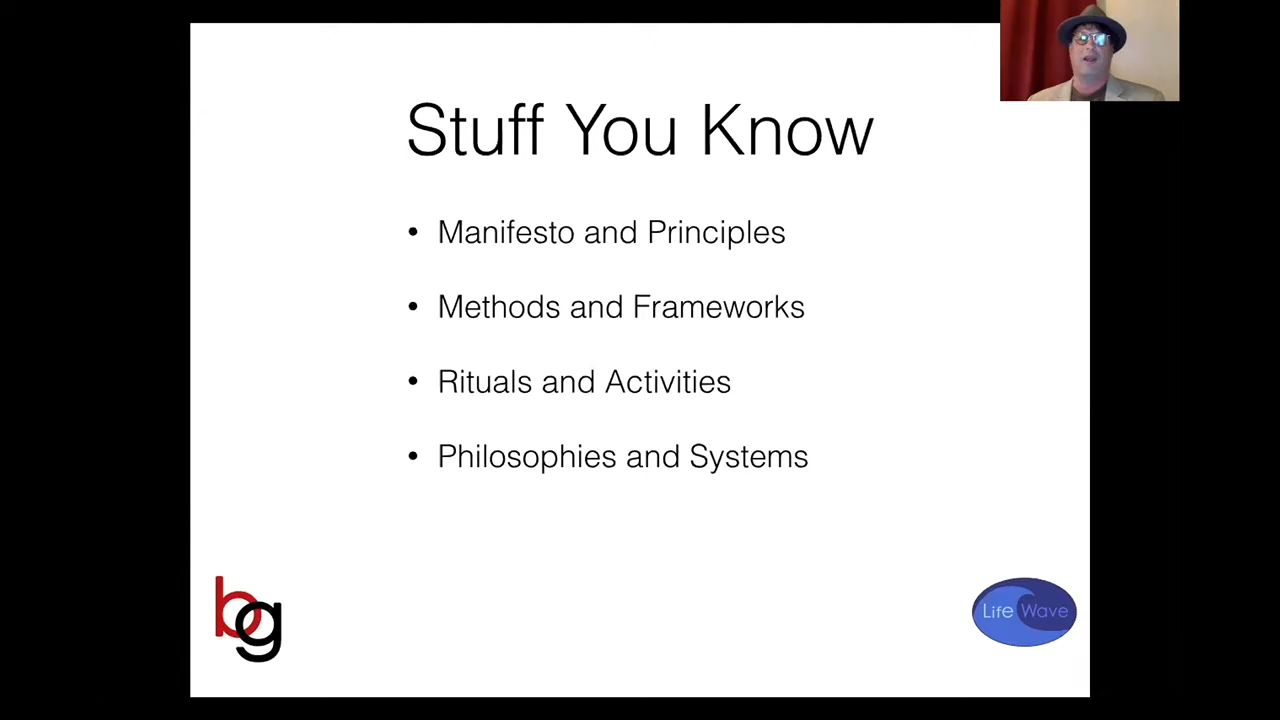 Stuff You Know
• Manifesto and Principles
• Methods and Frameworks
• Rituals and Activities
• Philosophies and Systems
bg
Life Wave